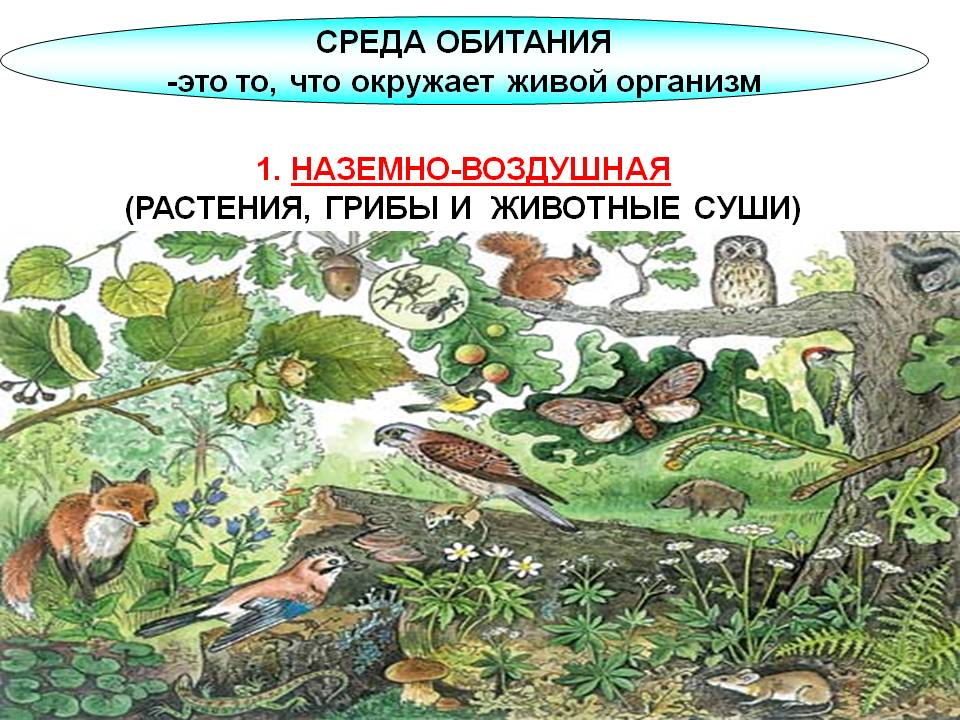 СРЕДА ОБИТАНИЯ
-это то, что окружает живой организм
1. НАЗЕМНО-ВОЗДУШНАЯ
(РАСТЕНИЯ, ГРИБЫ И ЖИВОТНЫЕ СУШИ)